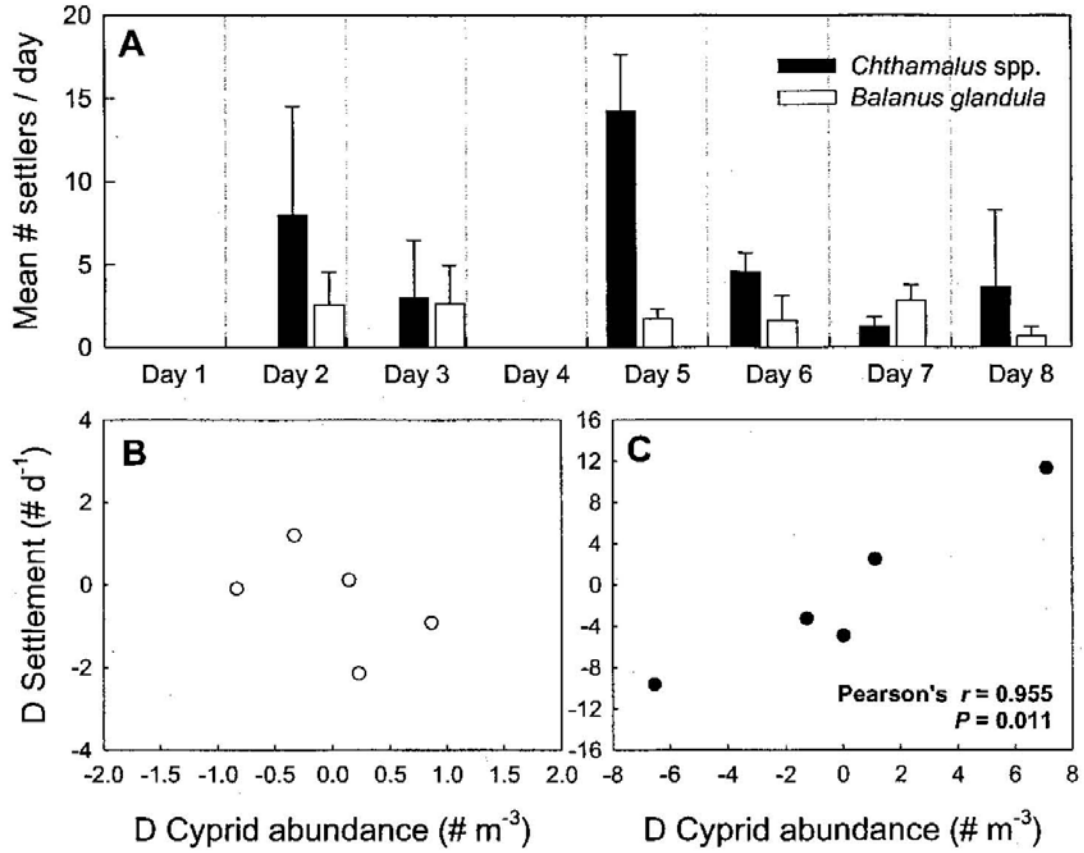 A
Mean # settlers / day
20
15
10
5
0
Chthamalus spp.
Balanus glandula
Day 1 Day 2 Day 3 Day 4 Day 5 Day 6 Day 7 Day 8
B
D Settlement (# d⁻¹)
4
2
0
-2
-4
-2.0 -1.5 -1.0 -0.5 0.0 0.5 1.0 1.5 2.0
D Cyprid abundance (# m⁻³)
C
16
12
8
4
0
-4
-8
-12
-16
Pearson's r = 0.955
P = 0.011
-8 -6 -4 -2 0 2 4 6 8
D Cyprid abundance (# m⁻³)